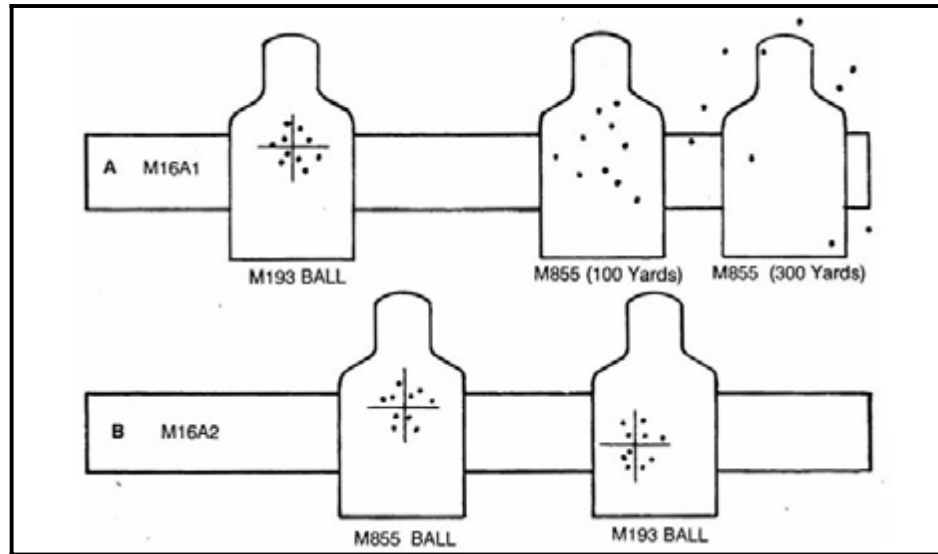 A M16A1
M193 BALL
M855 (100 Yards)
M855 (300 Yards)
B M16A2
M855 BALL
M193 BALL